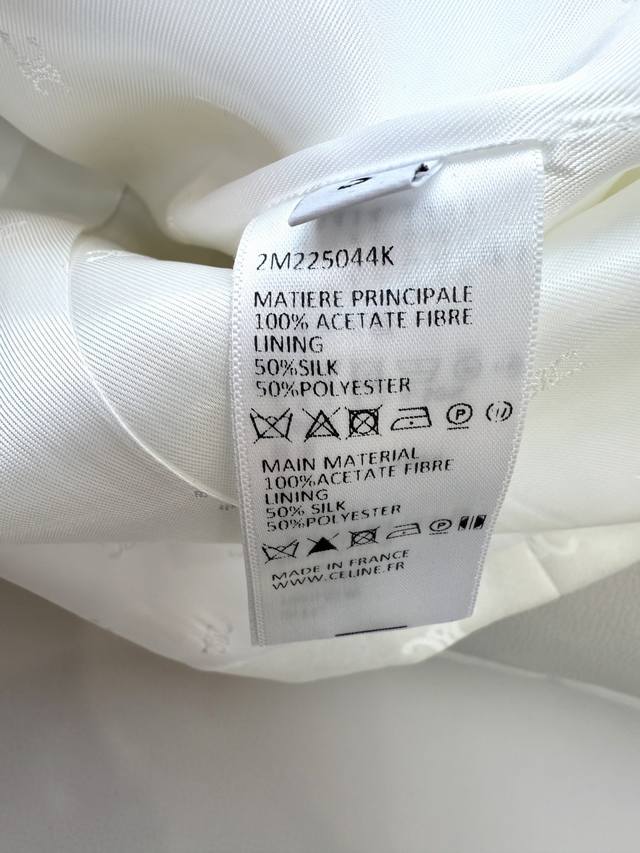 2M225044K
MATIERE PRINCIPALE
100% ACETATE FIBRE
LINING
50%SILK
50%POLYESTER
P
MAIN MATERIAL
100%ACETATE FIBRE
LINING
50% SILK
50%POLYESTER
P
MADE IN FRANCE
WWW.CELINE.FR